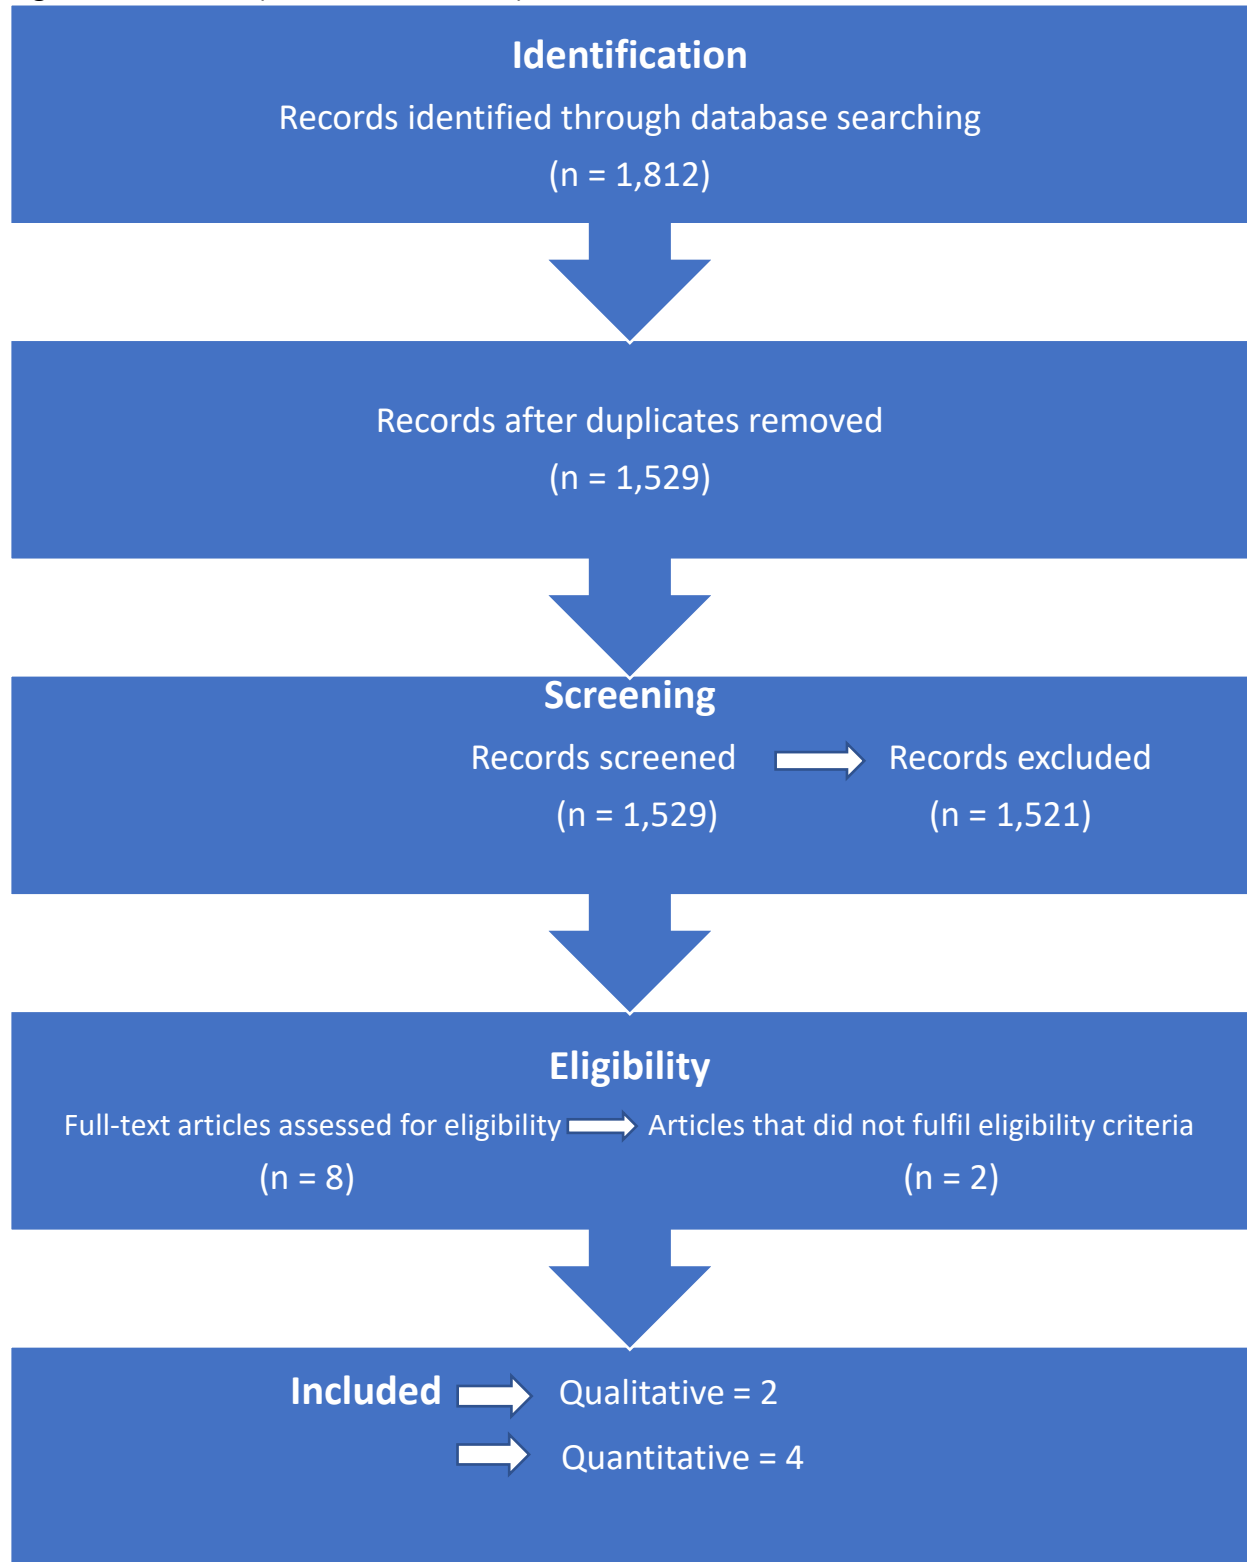 Identification
Records identified through database searching
(n = 1,812)
Records after duplicates removed
(n = 1,529)
Screening
Records screened Records excluded
(n = 1,529) (n = 1,521)
Eligibility
Full-text articles assessed for eligibility Articles that did not fulfil eligibility criteria
(n = 8) (n = 2)
Included Qualitative = 2
Quantitative = 4